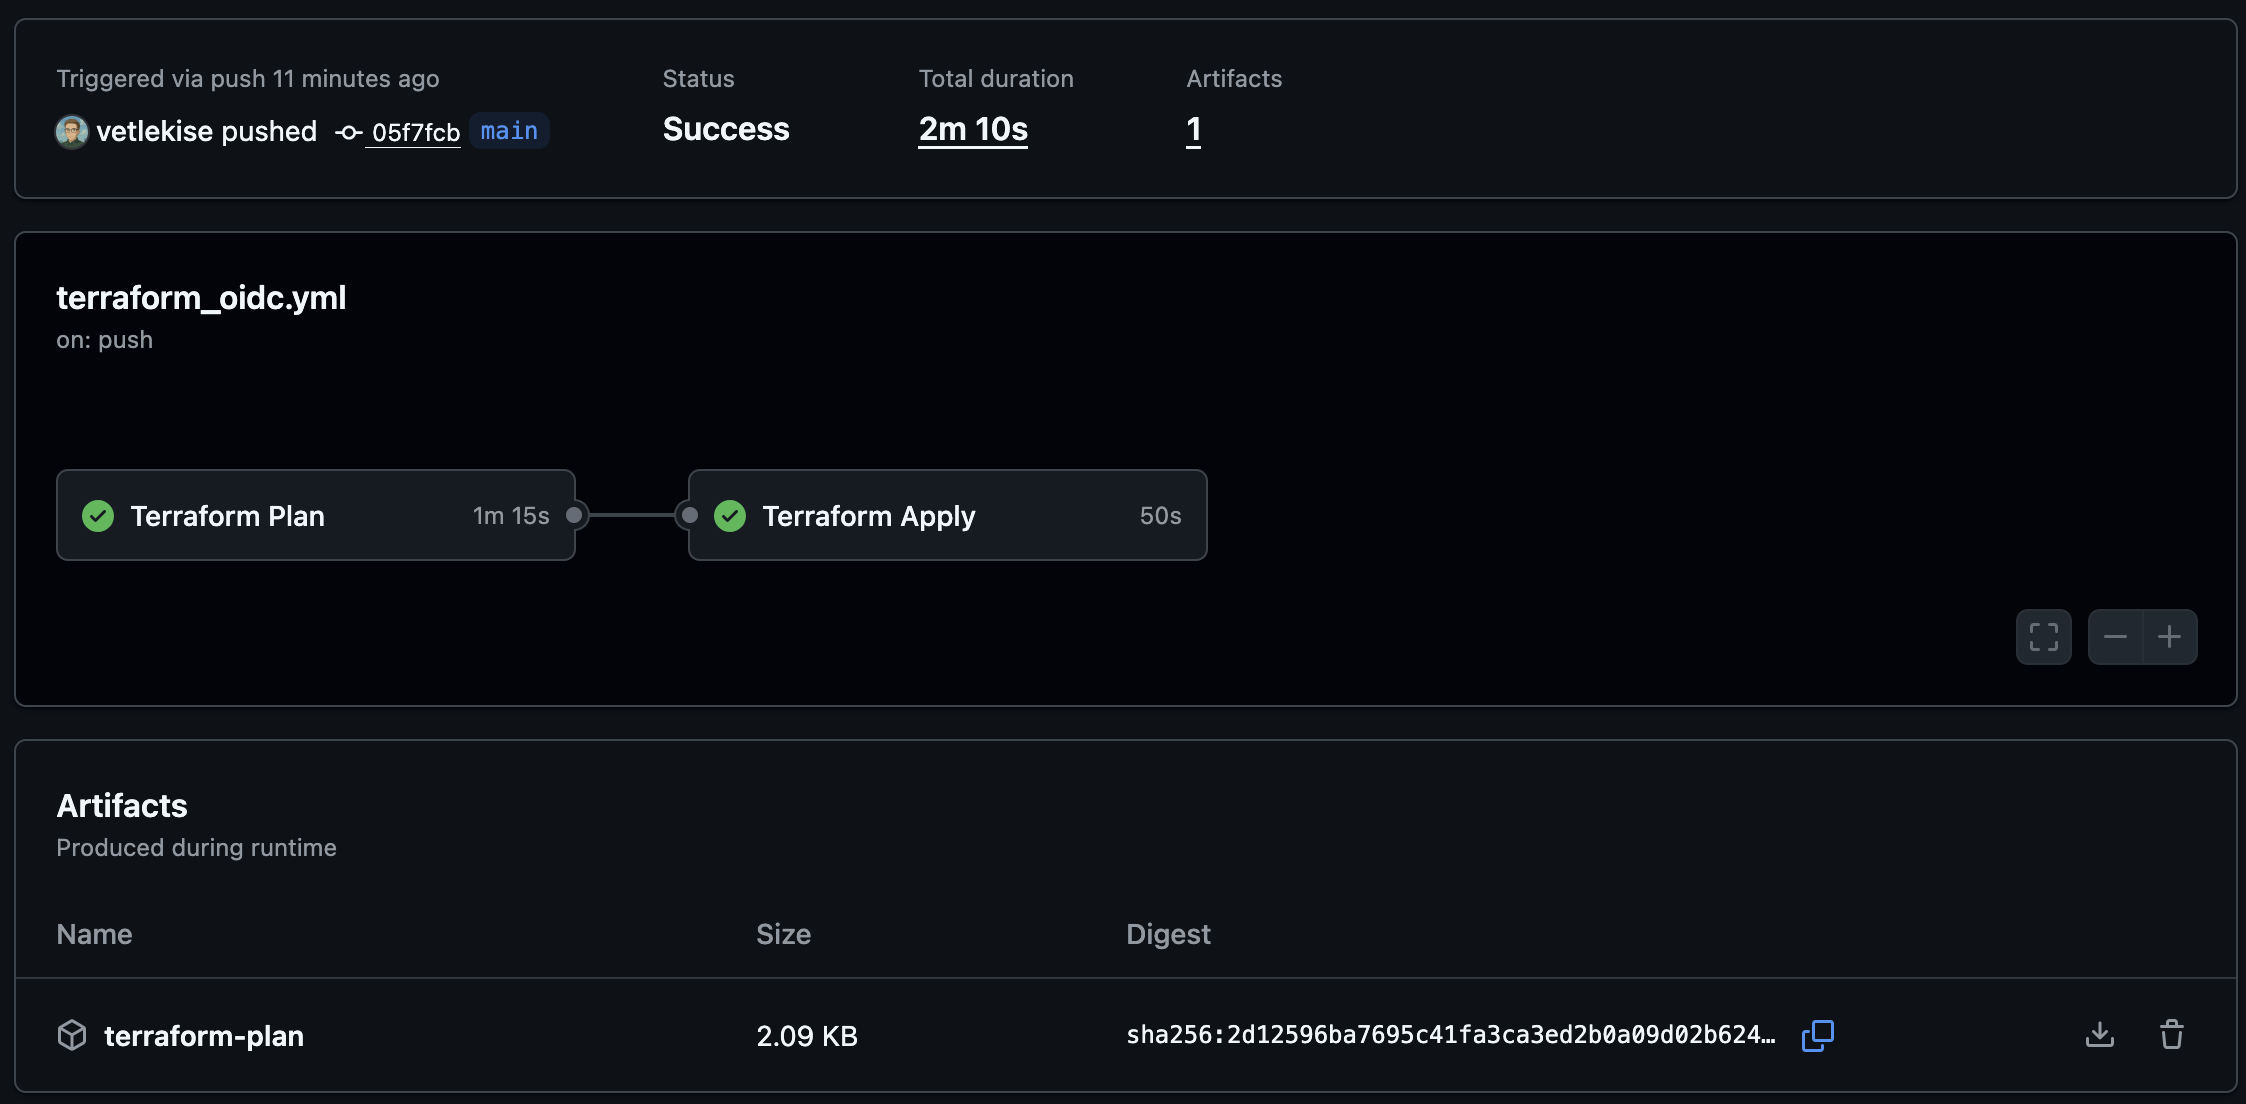 Triggered via push 11 minutes ago
vetlekise pushed 05f7fcb main
Status
Success
Total duration
2m 10s
Artifacts
1
terraform_oidc.yml
on: push
Terraform Plan 1m 15s
Terraform Apply 50s
Artifacts
Produced during runtime
Name Size Digest
terraform-plan 2.09 KB sha256:2d12596ba7695c41fa3ca3ed2b0a09d02b624…